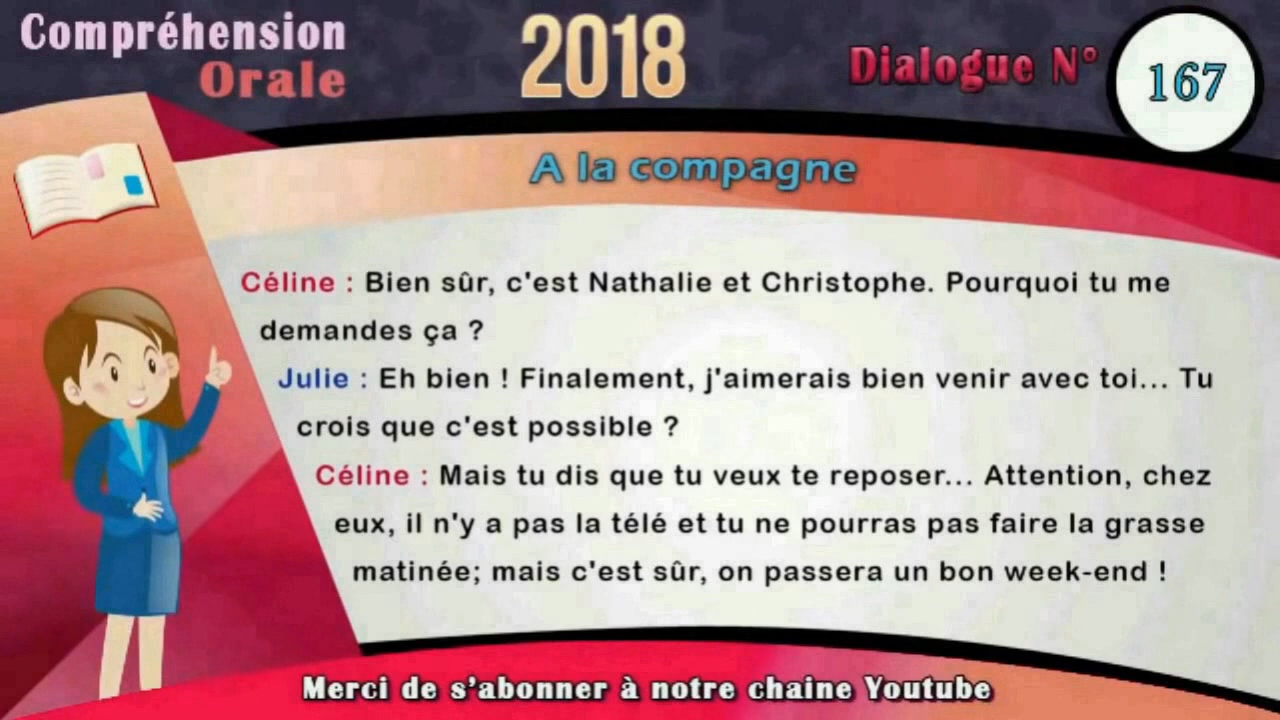 Compréhension
Orale
2018
Dialogue N°
167
A la compagne
Céline : Bien sûr, c'est Nathalie et Christophe. Pourquoi tu me
demandes ça ?
Julie : Eh bien ! Finalement, j'aimerais bien venir avec toi... Tu
crois que c'est possible ?
Céline : Mais tu dis que tu veux te reposer... Attention, chez
eux, il n'y a pas la télé et tu ne pourras pas faire la grasse
matinée; mais c'est sûr, on passera un bon week-end !
Merci de s'abonner à notre chaine Youtube